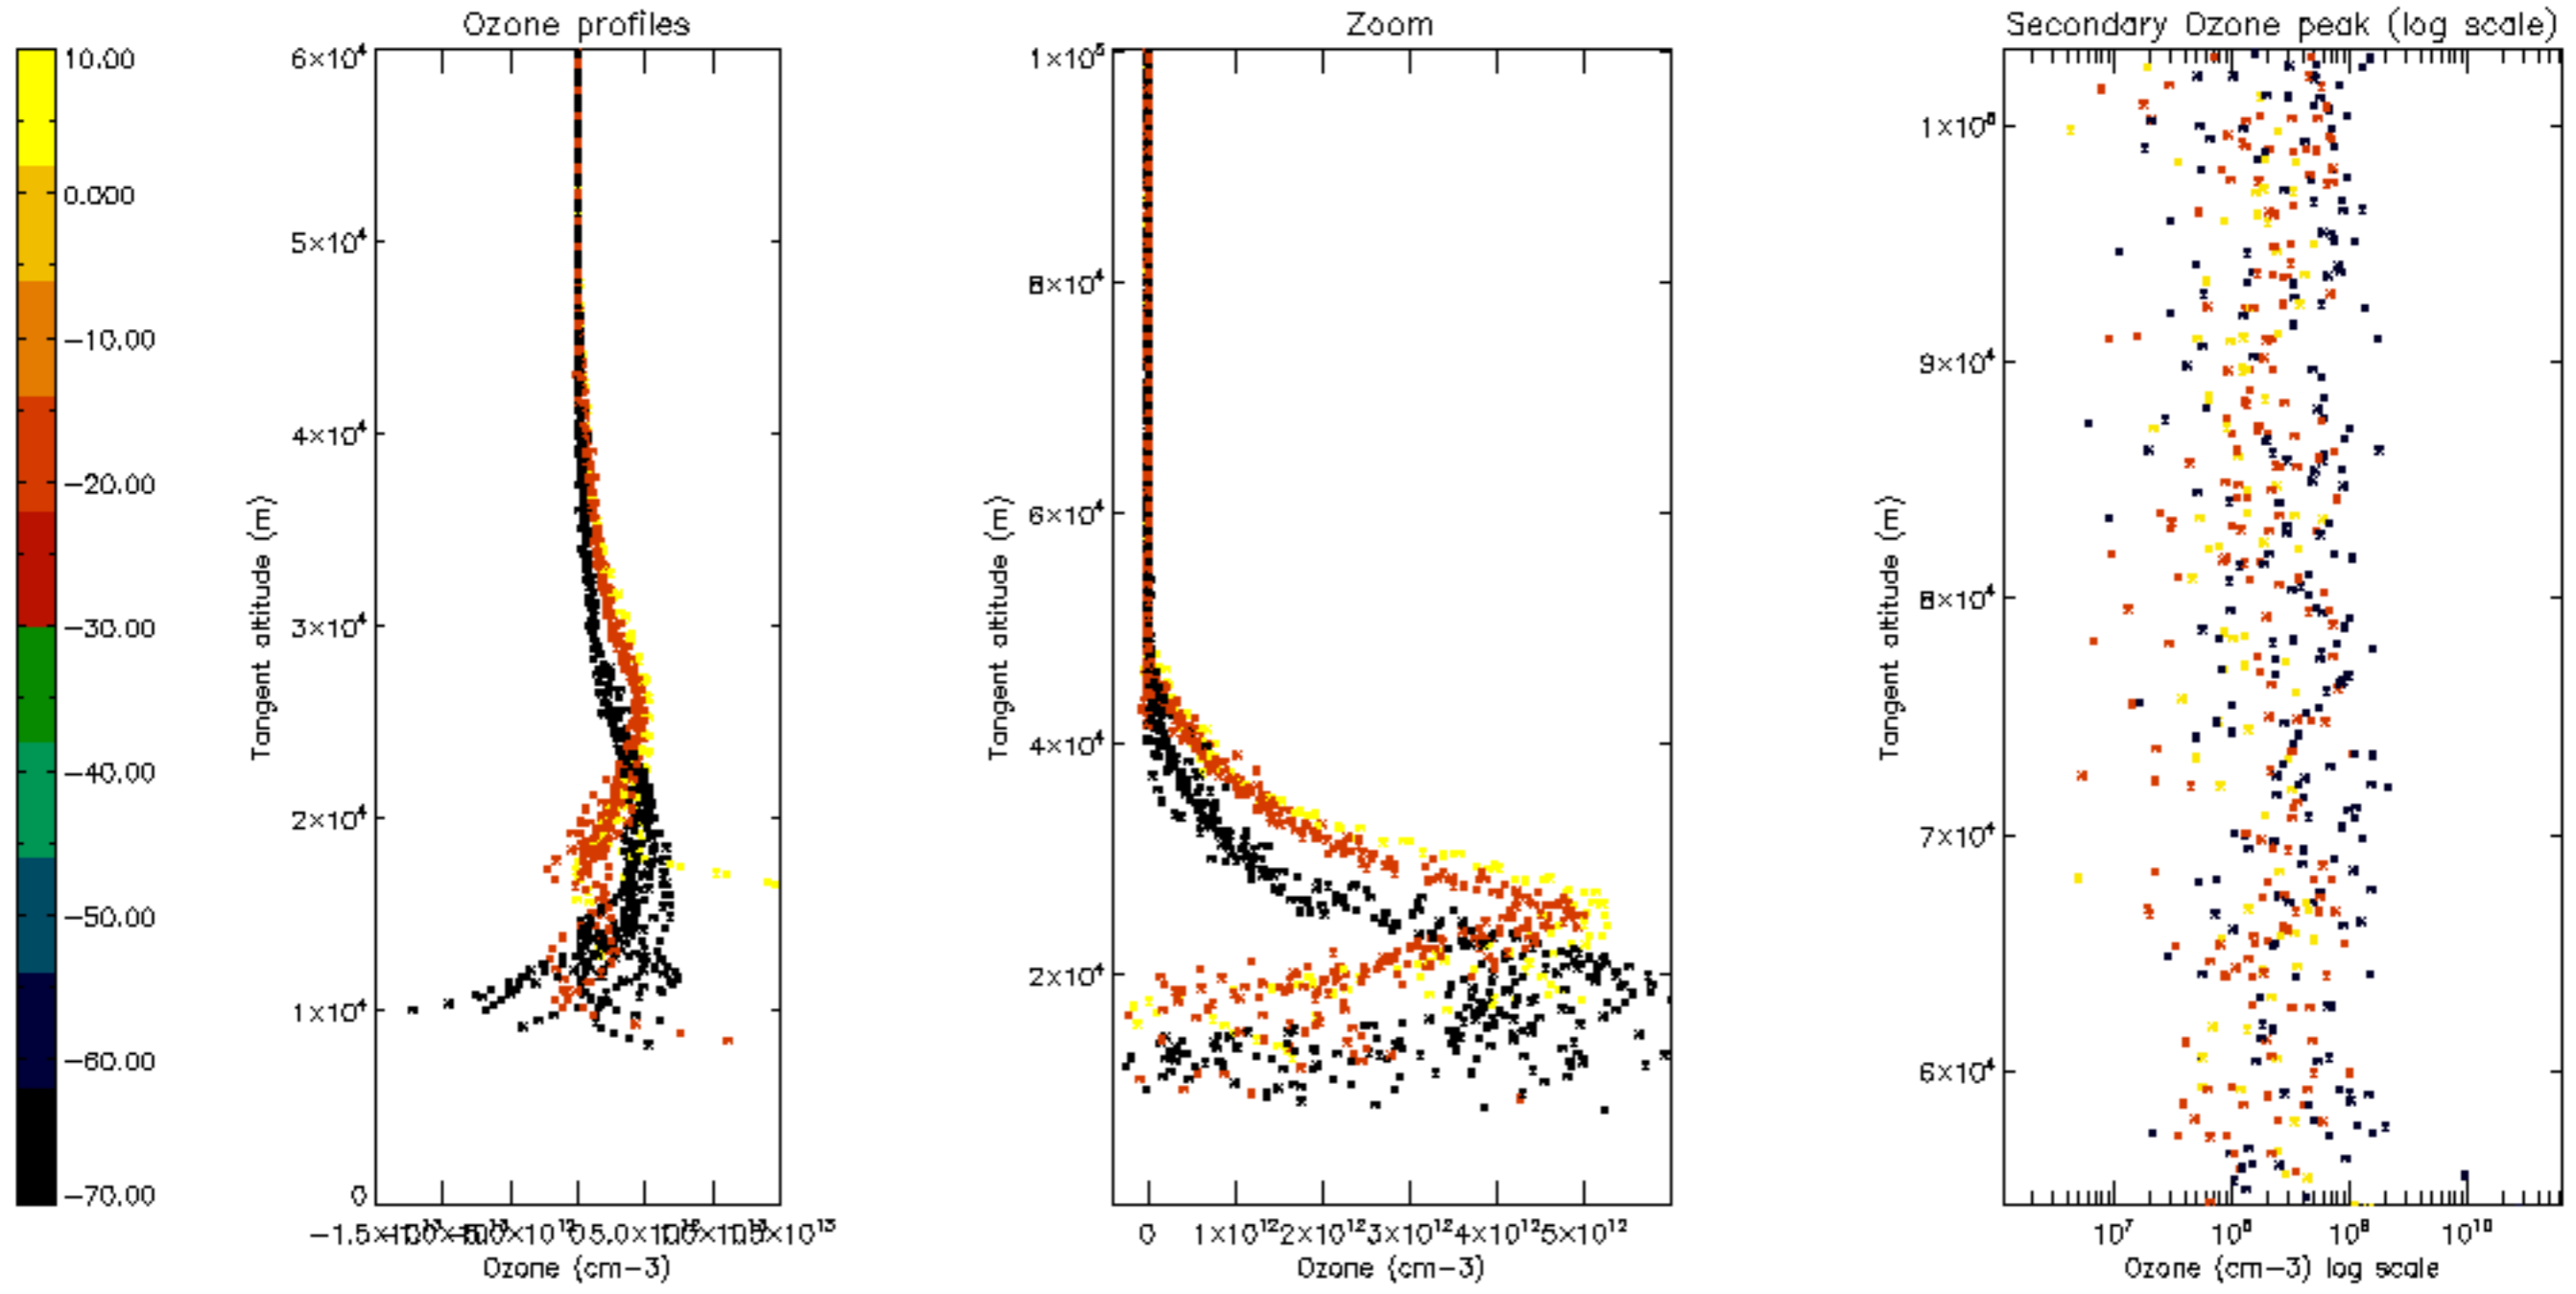 Ozone profiles
Zoom
Secondary Ozone peak (log scale)
10.00
0.00
−10.00
−20.00
−30.00
−40.00
−50.00
−60.00
−70.00
6×10⁴
5×10⁴
4×10⁴
3×10⁴
2×10⁴
1×10⁴
0
Tangent altitude (m)
Ozone (cm−3)
1×10⁵
8×10⁴
6×10⁴
4×10⁴
2×10⁴
Tangent altitude (m)
0 1×10¹² 2×10¹² 3×10¹² 4×10¹² 5×10¹²
Ozone (cm−3)
9×10⁴
8×10⁴
7×10⁴
6×10⁴
Tangent altitude (m)
10⁷ 10⁸ 10⁹ 10¹⁰
Ozone (cm−3) log scale